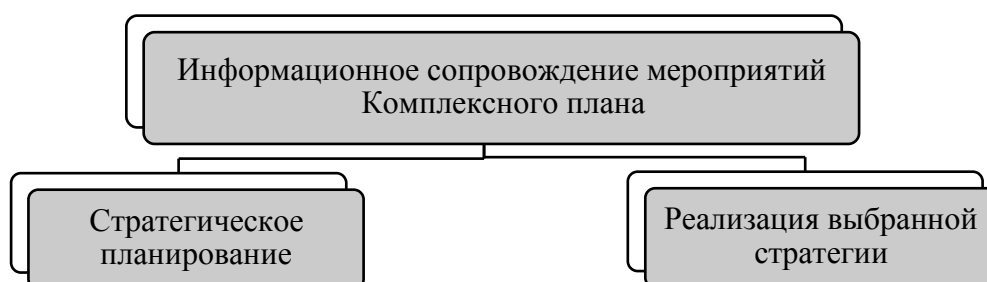 Информационное сопровождение мероприятий
Комплексного плана
Стратегическое
планирование
Реализация выбранной
стратегии